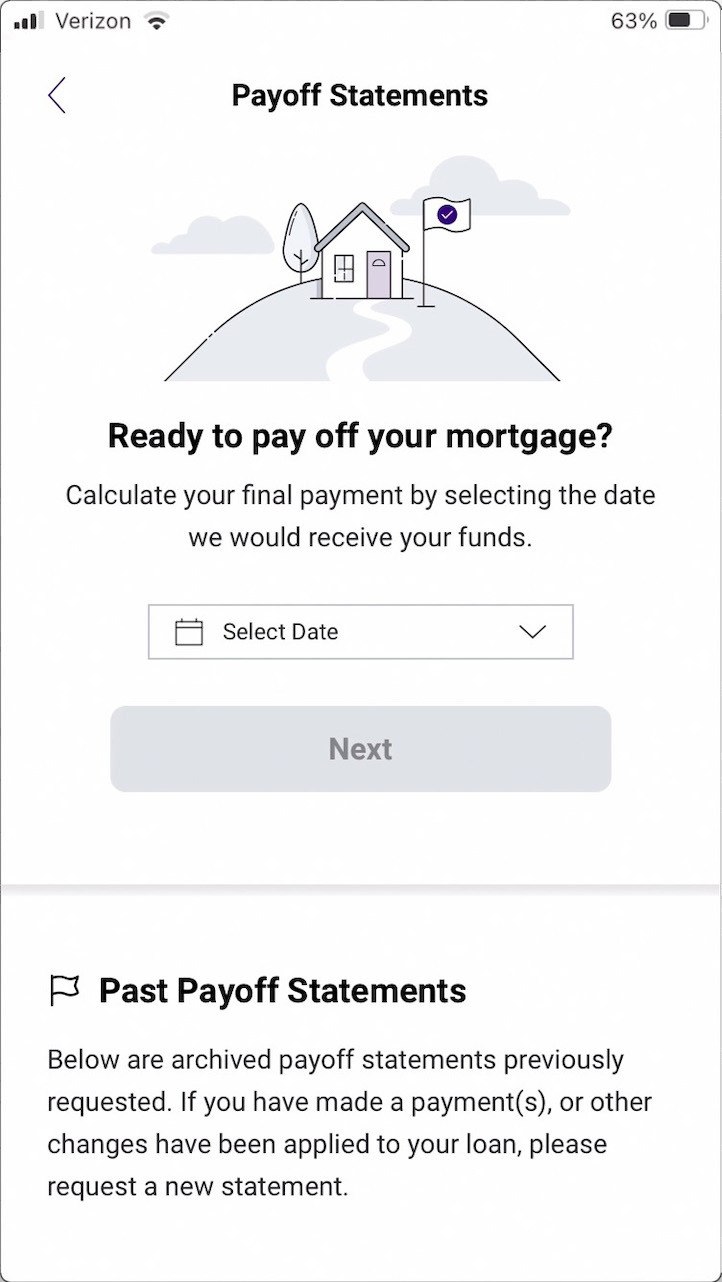 Verizon 63%
Payoff Statements
Ready to pay off your mortgage?
Calculate your final payment by selecting the date
we would receive your funds.
Select Date
Next
Past Payoff Statements
Below are archived payoff statements previously
requested. If you have made a payment(s), or other
changes have been applied to your loan, please
request a new statement.